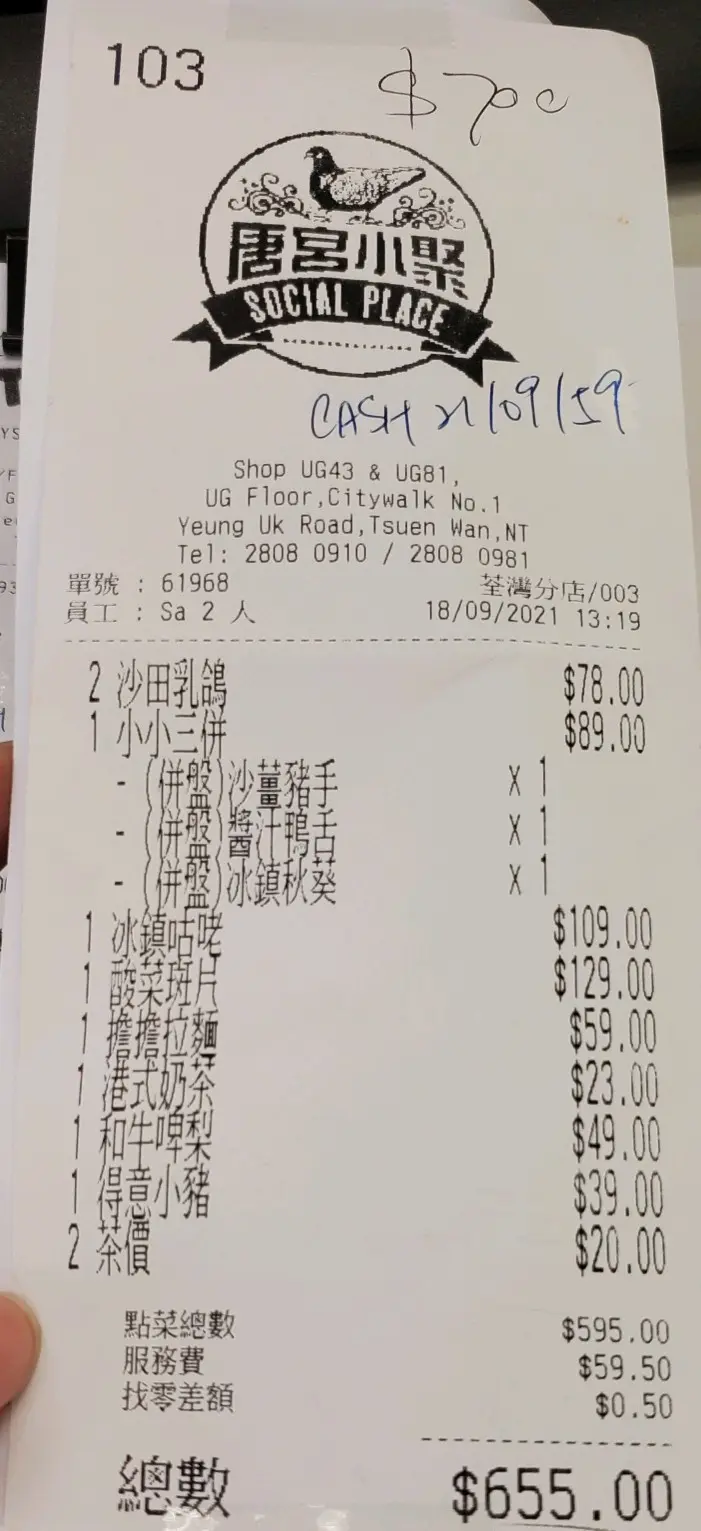 103
$700
唐宮小聚
SOCIAL PLACE
CASH 21/09/59
Shop UG43 & UG81,
UG Floor,Citywalk No.1
Yeung Uk Road,Tsuen Wan,NT
Tel: 2808 0910 / 2808 0981
單號 : 61968 荃灣分店/003
員工 : Sa 2 人 18/09/2021 13:19
2 沙田乳鴿 $78.00
1 小小三併 $89.00
- (併盤)沙薑豬手 x 1
- (併盤)醬汁鴨舌 x 1
- (併盤)冰鎮秋葵 x 1
1 冰鎮咕咾 $109.00
1 酸菜斑片 $129.00
1 擔擔拉麵 $59.00
1 港式奶茶 $23.00
1 和牛啤梨 $49.00
1 得意小豬 $39.00
2 茶價 $20.00
點菜總數 $595.00
服務費 $59.50
找零差額 $0.50
總數 $655.00